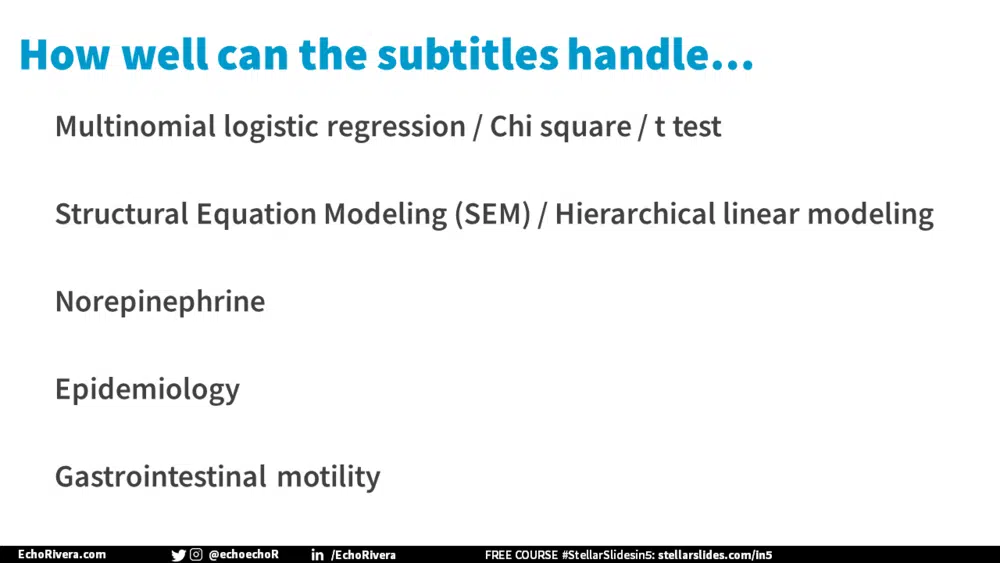 How well can the subtitles handle...
Multinomial logistic regression / Chi square / t test
Structural Equation Modeling (SEM) / Hierarchical linear modeling
Norepinephrine
Epidemiology
Gastrointestinal motility
EchoRivera.com @echoechoR in /EchoRivera FREE COURSE #StellarSlidesin5: stellarslides.com/in5